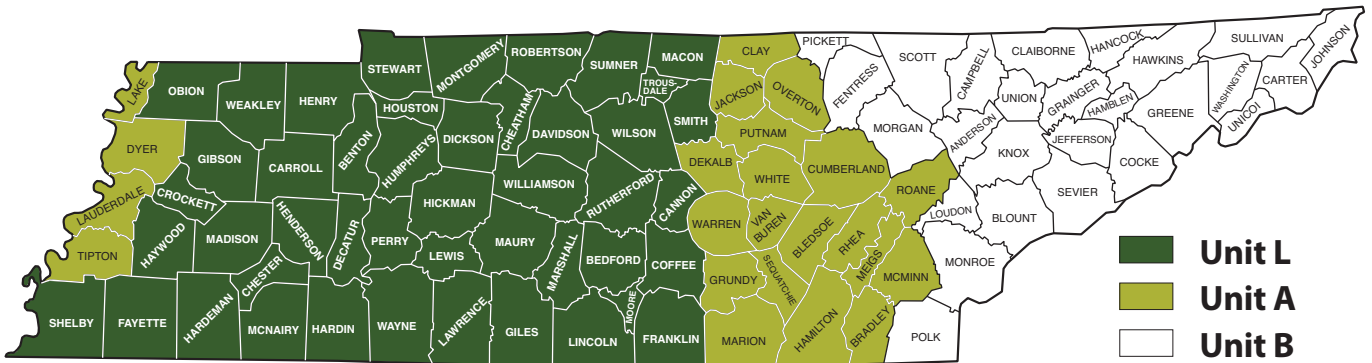 LAKE
OBION
WEAKLEY
HENRY
STEWART
MONTGOMERY
ROBERTSON
SUMNER
MACON
TROUS-
DALE
CLAY
PICKETT
SCOTT
CAMPBELL
CLAIBORNE
HANCOCK
HAWKINS
SULLIVAN
JOHNSON
CARTER
WASHINGTON
UNICOI
GREENE
HAMBLEN
GRAINGER
UNION
ANDERSON
MORGAN
FENTRESS
OVERTON
JACKSON
SMITH
WILSON
DAVIDSON
CHEATHAM
DICKSON
HOUSTON
HUMPHREYS
BENTON
CARROLL
GIBSON
DYER
LAUDERDALE
CROCKETT
TIPTON
HAYWOOD
MADISON
HENDERSON
DECATUR
PERRY
HICKMAN
LEWIS
WILLIAMSON
MAURY
MARSHALL
RUTHERFORD
CANNON
BEDFORD
COFFEE
DEKALB
PUTNAM
WHITE
CUMBERLAND
WARREN
VAN
BUREN
BLEDSOE
RHEA
ROANE
MEIGS
MCMINN
LOUDON
KNOX
JEFFERSON
COCKE
SEVIER
BLOUNT
MONROE
POLK
BRADLEY
HAMILTON
SEQUATCHIE
GRUNDY
MARION
FRANKLIN
MOORE
LINCOLN
GILES
LAWRENCE
WAYNE
HARDIN
MCNAIRY
CHESTER
HARDEMAN
FAYETTE
SHELBY
Unit L
Unit A
Unit B